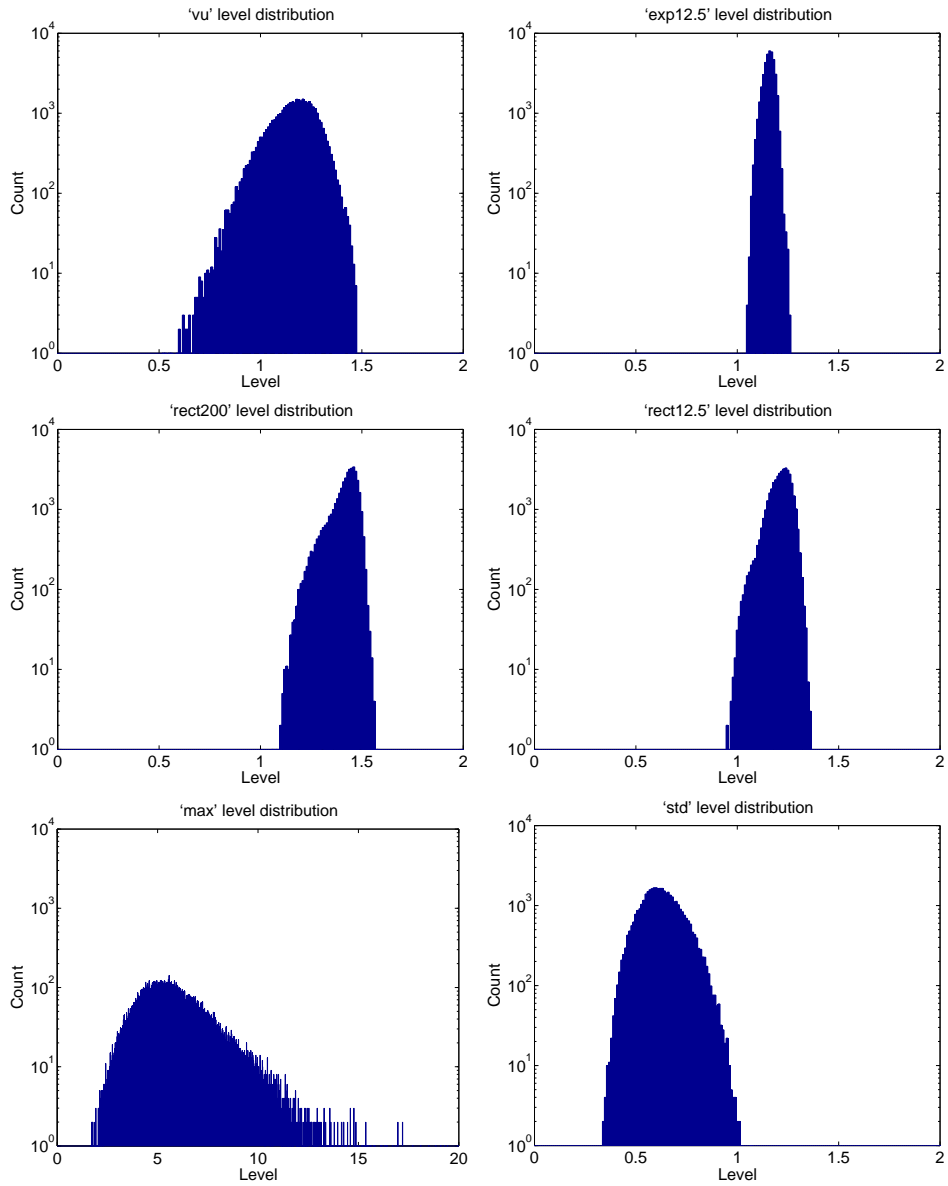 ‘vu’ level distribution
10^4
10^3
10^2
10^1
10^0
Count
0 0.5 1 1.5 2
Level
‘exp12.5’ level distribution
10^4
10^3
10^2
10^1
10^0
Count
0 0.5 1 1.5 2
Level
‘rect200’ level distribution
10^4
10^3
10^2
10^1
10^0
Count
0 0.5 1 1.5 2
Level
‘rect12.5’ level distribution
10^4
10^3
10^2
10^1
10^0
Count
0 0.5 1 1.5 2
Level
‘max’ level distribution
10^4
10^3
10^2
10^1
10^0
Count
0 5 10 15 20
Level
‘std’ level distribution
10^4
10^3
10^2
10^1
10^0
Count
0 0.5 1 1.5 2
Level